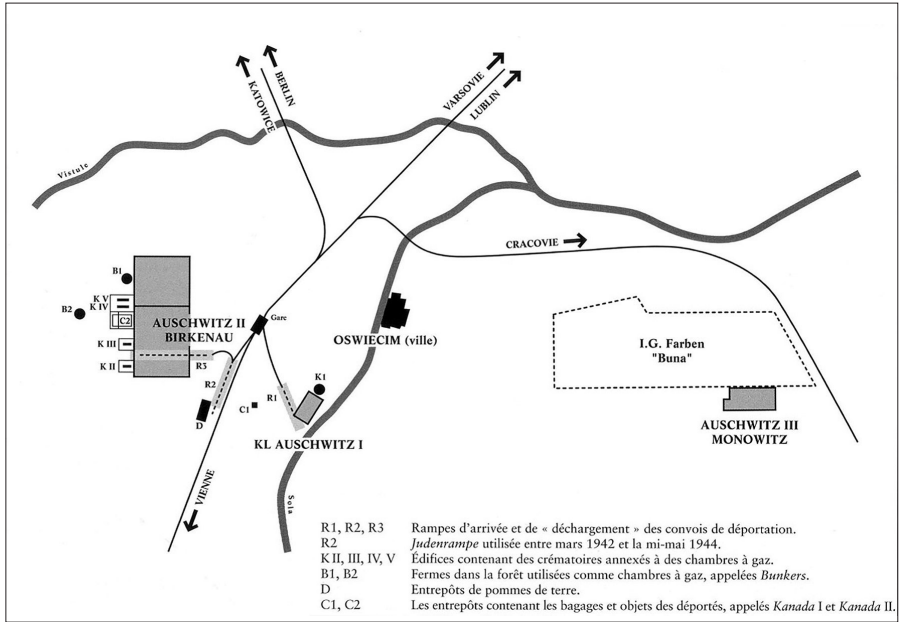 BERLIN
KATOWICE
VARSOVIE
LUBLIN
Vistule
CRACOVIE
B1
K V
K IV
B2
C2
AUSCHWITZ II
BIRKENAU
Gare
OSWIECIM (ville)
I.G. Farben
"Buna"
K III
K II
R3
R2
R1
K1
C1
D
KL AUSCHWITZ I
AUSCHWITZ III
MONOWITZ
VIENNE
Sola
R1, R2, R3 Rampes d'arrivée et de « déchargement » des convois de déportation.
R2 Judenrampe utilisée entre mars 1942 et la mi-mai 1944.
K II, III, IV, V Édifices contenant des crématoires annexés à des chambres à gaz.
B1, B2 Fermes dans la forêt utilisées comme chambres à gaz, appelées Bunkers.
D Entrepôts de pommes de terre.
C1, C2 Les entrepôts contenant les bagages et objets des déportés, appelés Kanada I et Kanada II.